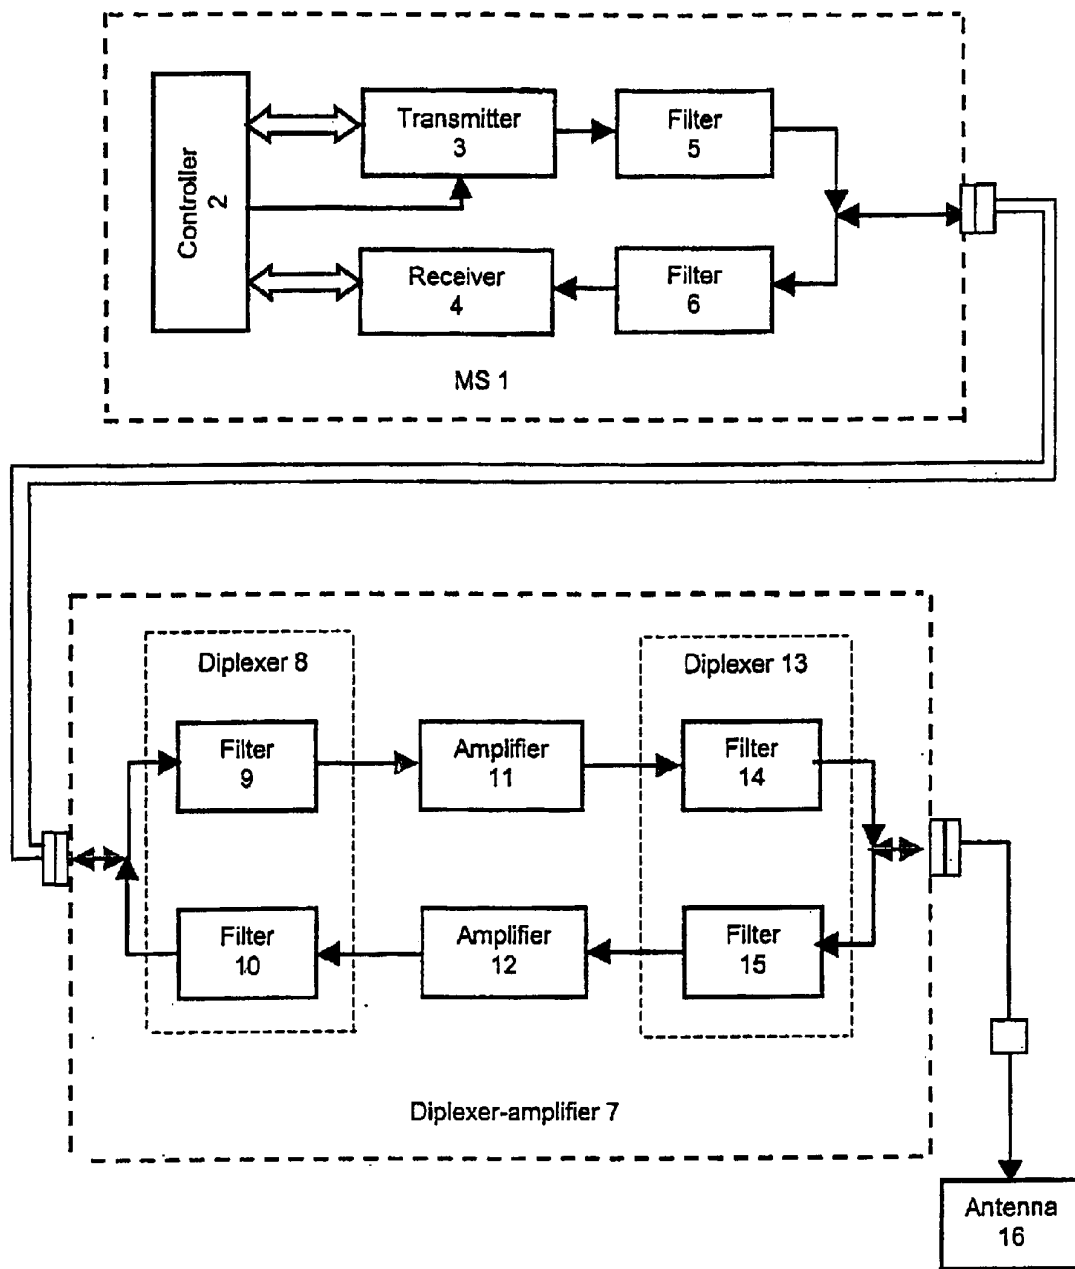 Controller
2
Transmitter
3
Filter
5
Receiver
4
Filter
6
MS 1
Diplexer 8
Diplexer 13
Filter
9
Amplifier
11
Filter
14
Filter
10
Amplifier
12
Filter
15
Diplexer-amplifier 7
Antenna
16